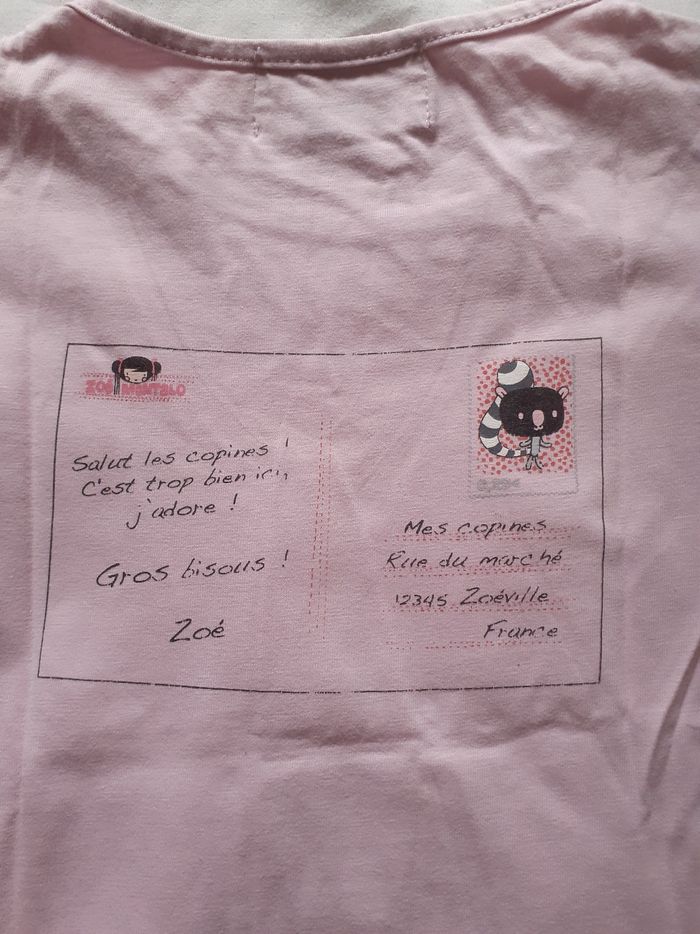 Salut les copines !
C'est trop bien ici,
j'adore !
Gros bisous !
Zoé
Mes copines
Rue du marché
12345 Zoéville
France